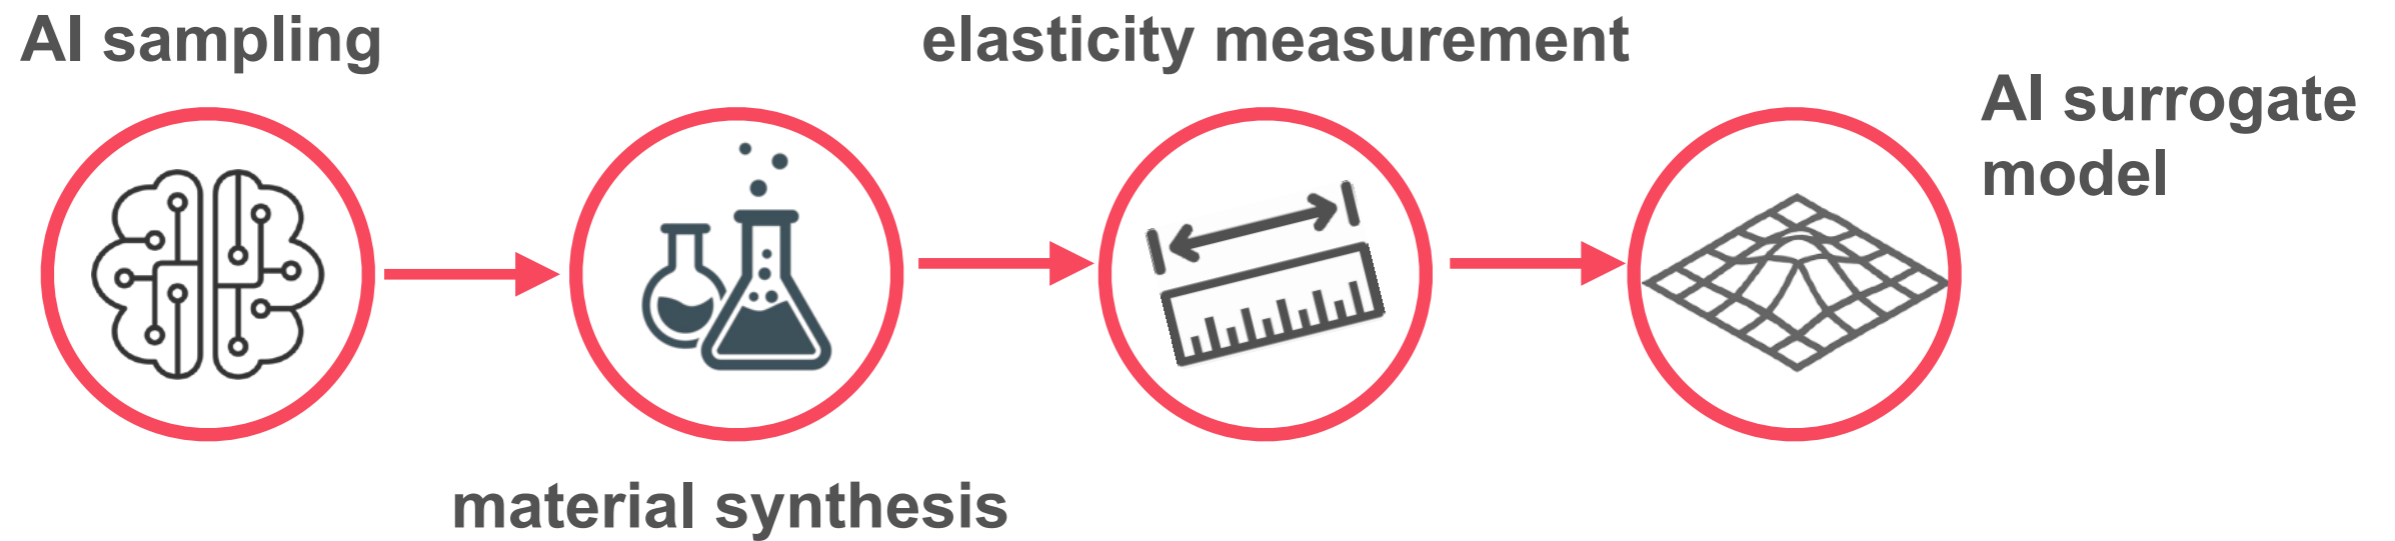 AI sampling
material synthesis
elasticity measurement
AI surrogate
model